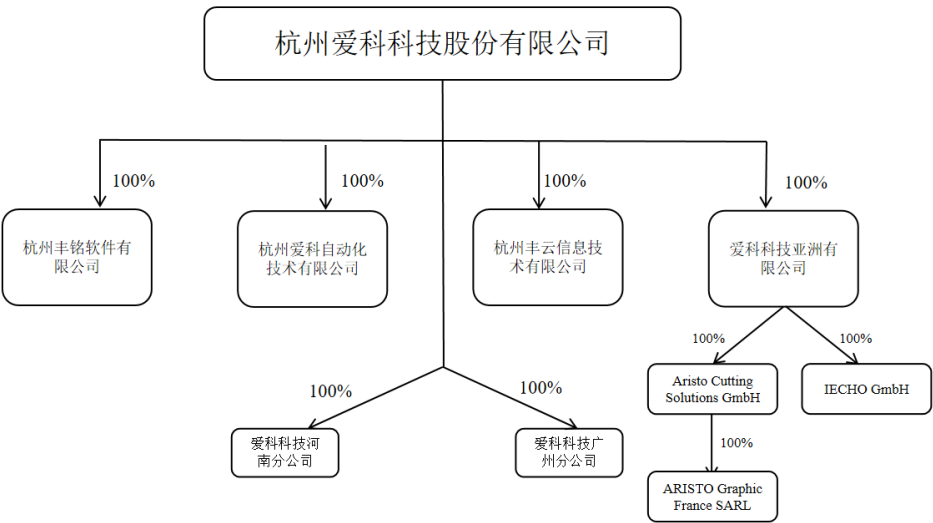 杭州爱科科技股份有限公司
100%
100%
100%
100%
杭州丰铭软件有
限公司
杭州爱科自动化
技术有限公司
杭州丰云信息技
术有限公司
爱科科技亚洲有
限公司
100%
100%
100%
100%
爱科科技河
南分公司
爱科科技广
州分公司
Aristo Cutting
Solutions GmbH
IECHO GmbH
100%
ARISTO Graphic
France SARL